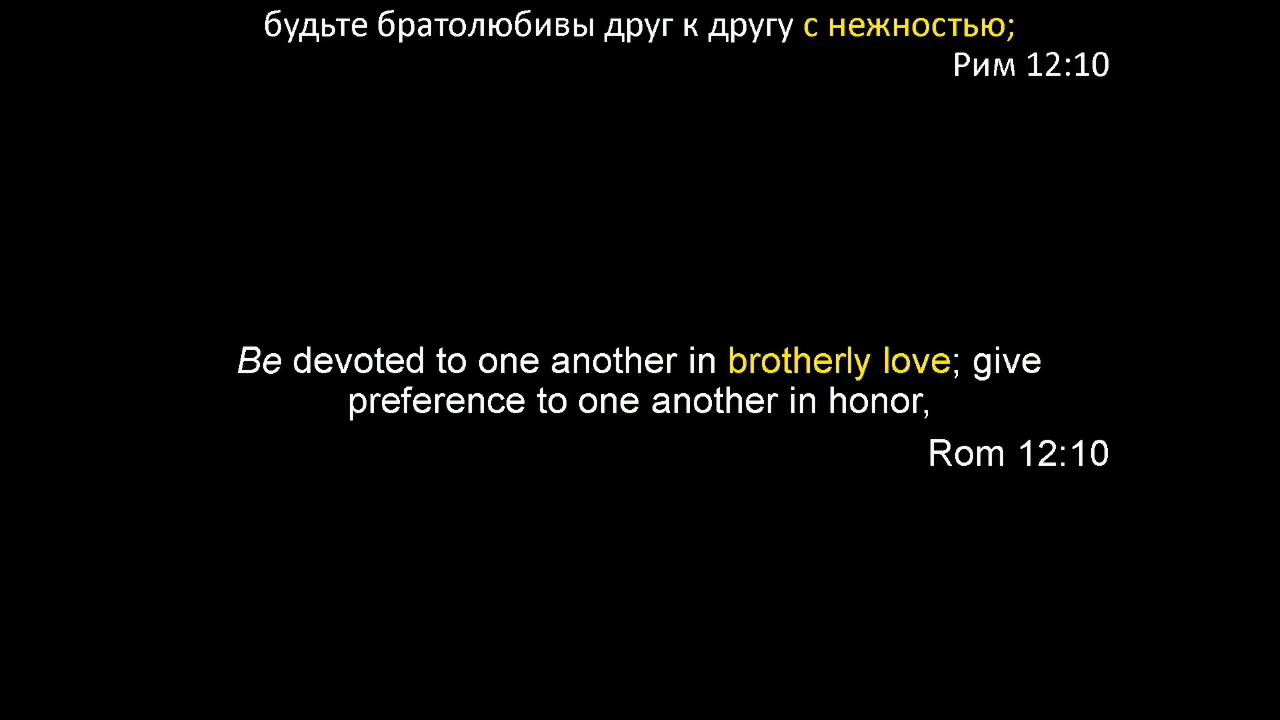 будьте братолюбивы друг к другу с нежностью;
Рим 12:10
Be devoted to one another in brotherly love; give
preference to one another in honor,
Rom 12:10